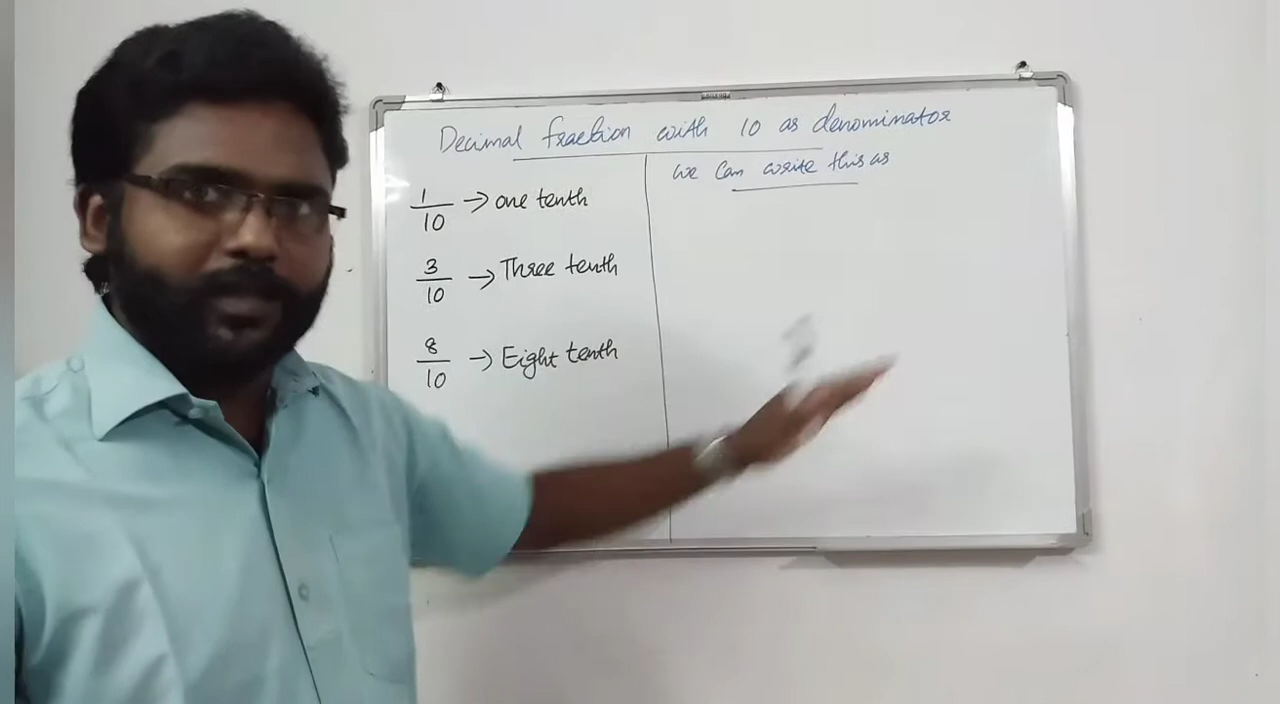 Decimal fraction with 10 as denominator
we can write this as
1/10 → one tenth
3/10 → Three tenth
8/10 → Eight tenth